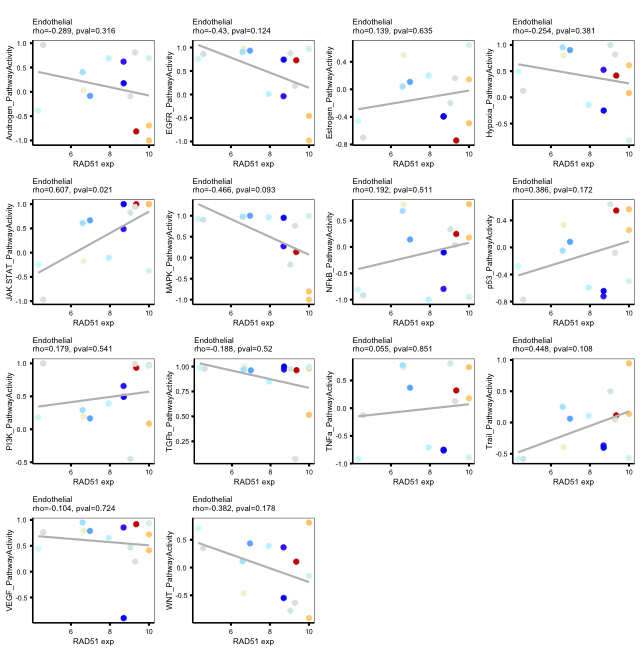 Endothelial
rho=-0.289, pval=0.316
Androgen_PathwayActivity
1.0
0.5
0.0
-0.5
-1.0
6
8
10
RAD51 exp
Endothelial
rho=-0.43, pval=0.124
EGFR_PathwayActivity
1.0
0.5
0.0
-0.5
-1.0
6
8
10
RAD51 exp
Endothelial
rho=0.139, pval=0.635
Estrogen_PathwayActivity
0.4
0.0
-0.4
-0.8
6
8
10
RAD51 exp
Endothelial
rho=-0.254, pval=0.381
Hypoxia_PathwayActivity
1.0
0.5
0.0
-0.5
6
8
10
RAD51 exp
Endothelial
rho=0.607, pval=0.021
JAK.STAT_PathwayActivity
1.0
0.5
0.0
-0.5
-1.0
6
8
10
RAD51 exp
Endothelial
rho=-0.466, pval=0.093
MAPK_PathwayActivity
1.0
0.5
0.0
-0.5
-1.0
6
8
10
RAD51 exp
Endothelial
rho=0.192, pval=0.511
NFkB_PathwayActivity
0.5
0.0
-0.5
-1.0
6
8
10
RAD51 exp
Endothelial
rho=0.386, pval=0.172
p53_PathwayActivity
0.4
0.0
-0.4
-0.8
6
8
10
RAD51 exp
Endothelial
rho=0.179, pval=0.541
PI3K_PathwayActivity
1.0
0.5
0.0
-0.5
6
8
10
RAD51 exp
Endothelial
rho=-0.188, pval=0.52
TGFb_PathwayActivity
1.00
0.75
0.50
0.25
6
8
10
RAD51 exp
Endothelial
rho=0.055, pval=0.851
TNFa_PathwayActivity
0.5
0.0
-0.5
-1.0
6
8
10
RAD51 exp
Endothelial
rho=0.448, pval=0.108
Trail_PathwayActivity
1.0
0.5
0.0
-0.5
6
8
10
RAD51 exp
Endothelial
rho=-0.104, pval=0.724
VEGF_PathwayActivity
1.0
0.5
0.0
-0.5
6
8
10
RAD51 exp
Endothelial
rho=-0.382, pval=0.178
WNT_PathwayActivity
0.5
0.0
-0.5
6
8
10
RAD51 exp